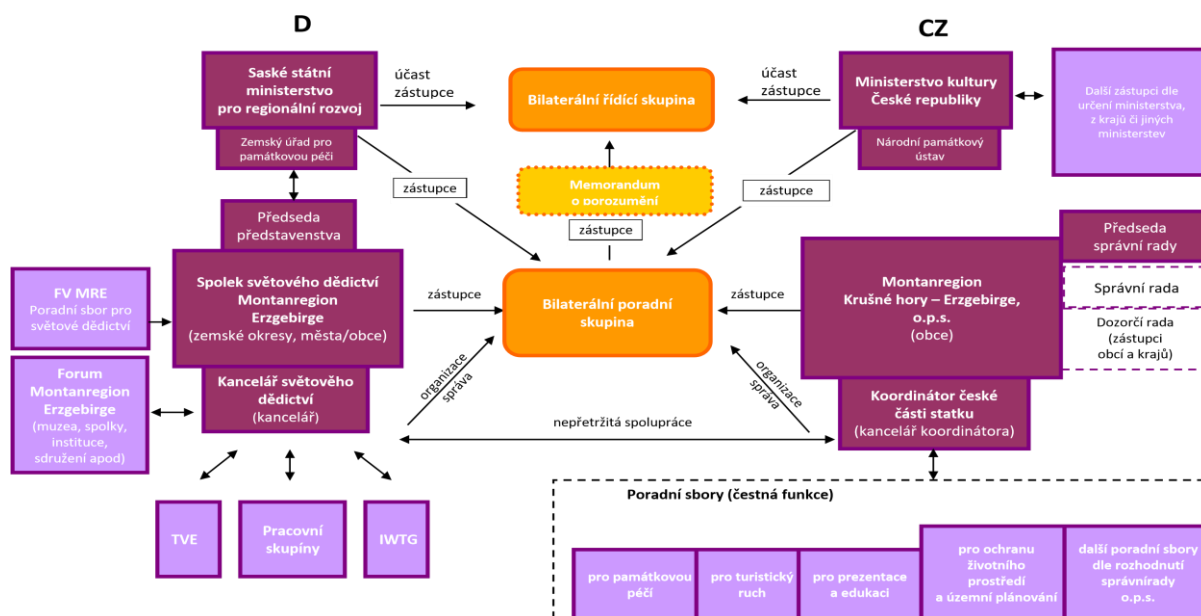 D
CZ
Saské státní
ministerstvo
pro regionální rozvoj
Zemský úřad pro
památkovou péči
účast
zástupce
Bilaterální řídící skupina
účast
zástupce
Ministerstvo kultury
České republiky
Národní památkový
ústav
Další zástupci dle
určení ministerstva,
z krajů či jiných
ministerstev
zástupce
Memorandum
o porozumění
zástupce
zástupce
Předseda
představenstva
Spolek světového dědictví
Montanregion
Erzgebirge
(zemské okresy, města/obce)
Kancelář světového
dědictví
(kancelář)
FV MRE
Poradní sbor pro
světové dědictví
Forum
Montanregion
Erzgebirge
(muzea, spolky,
instituce,
sdružení apod)
zástupce
Bilaterální poradní
skupina
zástupce
Montanregion
Krušné hory – Erzgebirge,
o.p.s.
(obce)
Předseda
správní rady
Správní rada
Dozorčí rada
(zástupci
obcí a krajů)
Koordinátor české
části statku
(kancelář koordinátora)
organizace
správa
organizace
správa
nepřetržitá spolupráce
TVE
Pracovní
skupíny
IWTG
Poradní sbory (čestná funkce)
pro památkovou
péčí
pro turistický
ruch
pro prezentace
a edukaci
pro ochranu
životního
prostředí
a územní plánování
další poradní sbory
dle rozhodnutí
správnírady
o.p.s.